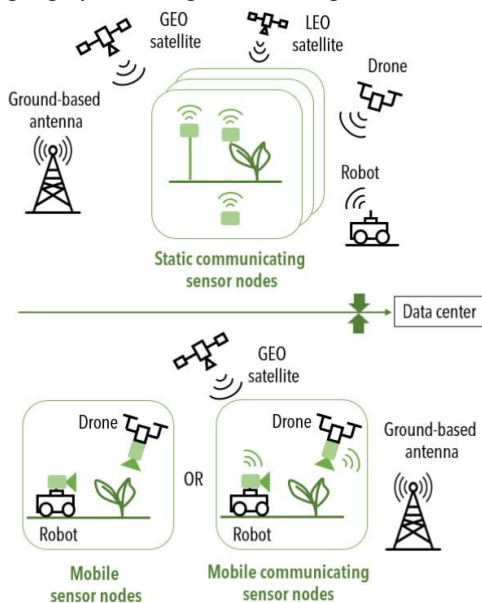 GEO
satellite
LEO
satellite
Drone
Ground-based
antenna
Robot
Static communicating
sensor nodes
Data center
GEO
satellite
Drone
Drone
Ground-based
antenna
OR
Robot
Robot
Mobile
sensor nodes
Mobile communicating
sensor nodes